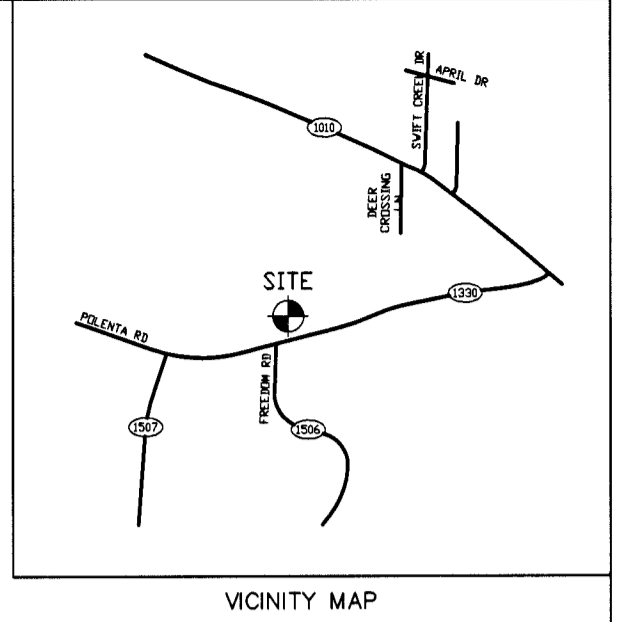 SWIFT CREEK DR
APRIL DR
1010
DEER
CROSSING
LN
SITE
1330
POLENTA RD
FREEDOM RD
1507
1506
VICINITY MAP